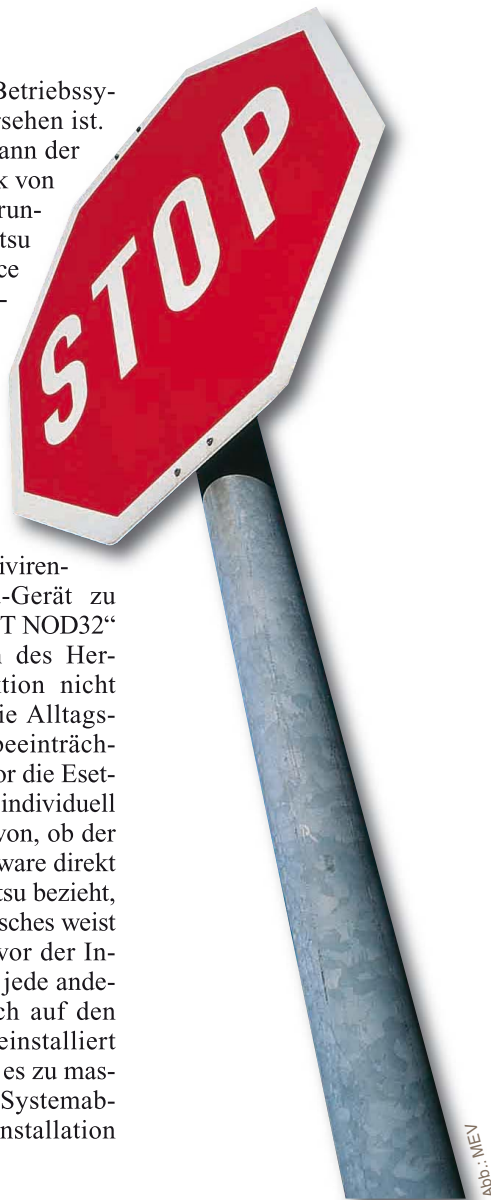 Betriebssy-
sehen ist.
ann der
k von
run-
tsu
ce
-
STOP
iviren-
-Gerät zu
T NOD32“
des Her-
tion nicht
ie Alltags-
beeinträch-
or die Eset-
individuell
von, ob der
ware direkt
tsu bezieht,
sches weist
vor der In-
jede ande-
ch auf den
einstalliert
es zu mas-
Systemab-
nstallation
Abb.: MEV